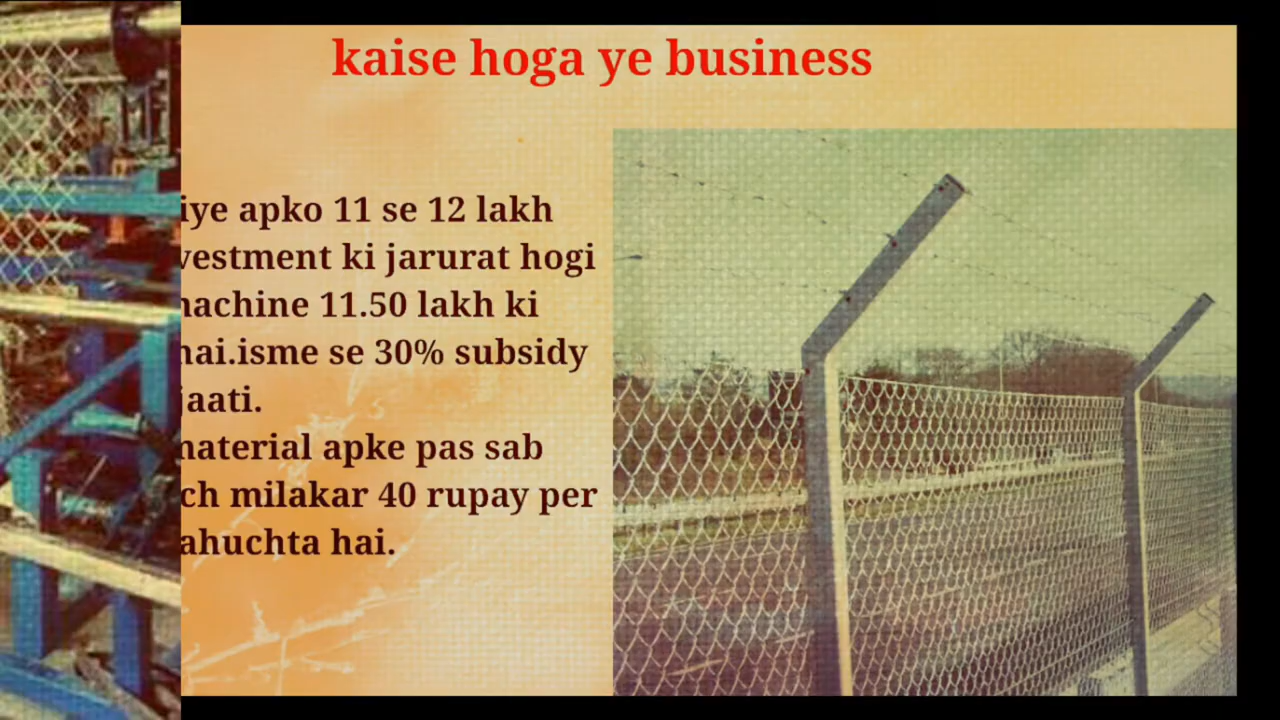 kaise hoga ye business
iye apko 11 se 12 lakh
vestment ki jarurat hogi
achine 11.50 lakh ki
hai.isme se 30% subsidy
jaati.
aterial apke pas sab
ch milakar 40 rupay per
ahuchta hai.